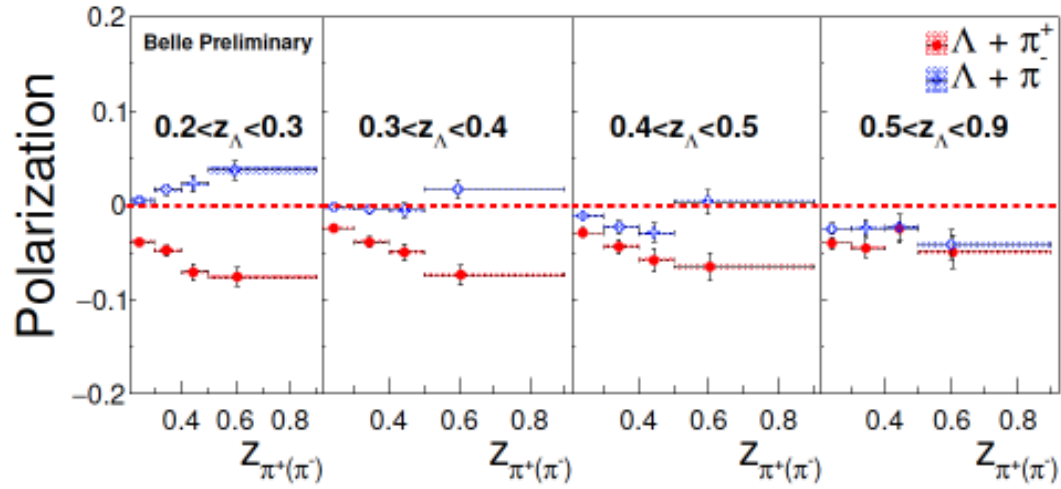 0.2
Belle Preliminary
Λ + π⁺
Λ + π⁻
0.1
0.2<z_Λ<0.3
0.3<z_Λ<0.4
0.4<z_Λ<0.5
0.5<z_Λ<0.9
Polarization
0
−0.1
−0.2
0.4 0.6 0.8
0.4 0.6 0.8
0.4 0.6 0.8
0.4 0.6 0.8
z_π⁺(π⁻)
z_π⁺(π⁻)
z_π⁺(π⁻)
z_π⁺(π⁻)